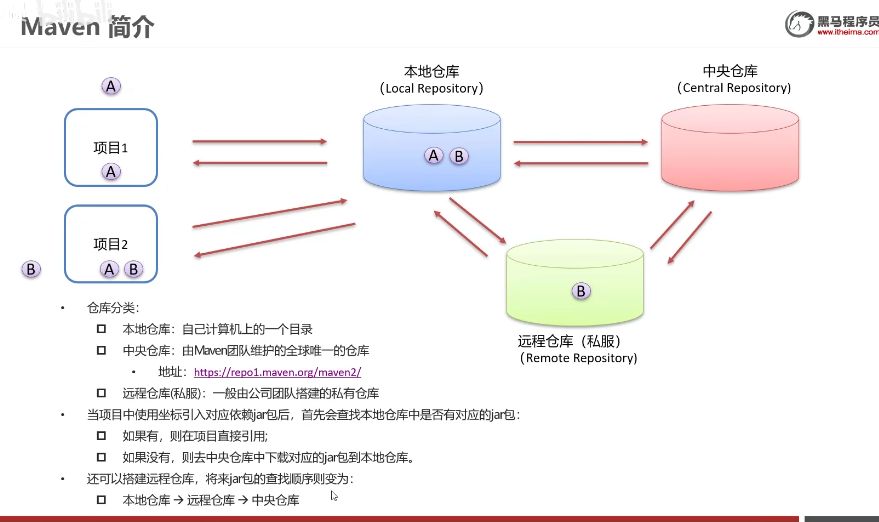 Maven 简介
黑马程序员
www.itheima.com
A
本地仓库
（Local Repository）
中央仓库
（Central Repository）
项目1
A
A B
项目2
A B
B
B
远程仓库（私服）
（Remote Repository）
• 仓库分类：
本地仓库：自己计算机上的一个目录
中央仓库：由Maven团队维护的全球唯一的仓库
• 地址：https://repo1.maven.org/maven2/
远程仓库(私服)：一般由公司团队搭建的私有仓库
• 当项目中使用坐标引入对应依赖jar包后，首先会查找本地仓库中是否有对应的jar包：
如果有，则在项目直接引用;
如果没有，则去中央仓库中下载对应的jar包到本地仓库。
• 还可以搭建远程仓库，将来jar包的查找顺序则变为：
本地仓库 → 远程仓库 → 中央仓库